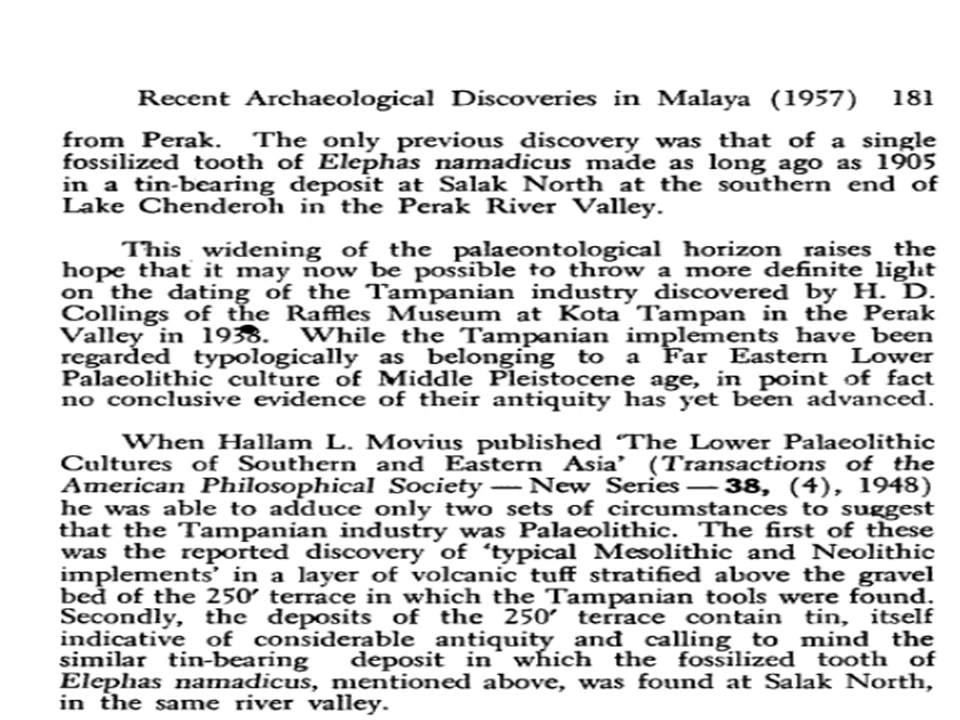 Recent Archaeological Discoveries in Malaya (1957) 181
from Perak. The only previous discovery was that of a single
fossilized tooth of Elephas namadicus made as long ago as 1905
in a tin-bearing deposit at Salak North at the southern end of
Lake Chenderoh in the Perak River Valley.
This widening of the palaeontological horizon raises the
hope that it may now be possible to throw a more definite light
on the dating of the Tampanian industry discovered by H. D.
Collings of the Raffles Museum at Kota Tampan in the Perak
Valley in 1938. While the Tampanian implements have been
regarded typologically as belonging to a Far Eastern Lower
Palaeolithic culture of Middle Pleistocene age, in point of fact
no conclusive evidence of their antiquity has yet been advanced.
When Hallam L. Movius published ‘The Lower Palaeolithic
Cultures of Southern and Eastern Asia’ (Transactions of the
American Philosophical Society — New Series — 38, (4), 1948)
he was able to adduce only two sets of circumstances to suggest
that the Tampanian industry was Palaeolithic. The first of these
was the reported discovery of ‘typical Mesolithic and Neolithic
implements’ in a layer of volcanic tuff stratified above the gravel
bed of the 250′ terrace in which the Tampanian tools were found.
Secondly, the deposits of the 250′ terrace contain tin, itself
indicative of considerable antiquity and calling to mind the
similar tin-bearing deposit in which the fossilized tooth of
Elephas namadicus, mentioned above, was found at Salak North,
in the same river valley.